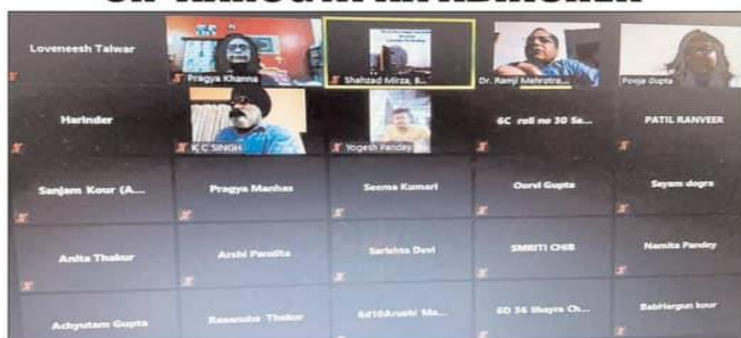 Loveneesh Talwar
Pragya Khanna
Shahzad Mirza, B...
Dr. Ramji Mehrotra...
Pooja Gupta
Harinder
K C SINGH
Yogesh Pandey
6C roll no 30 Sa...
PATIL RANVEER
Sanjam Kour (A...
Pragya Manhas
Seema Kumari
Ourvi Gupta
Sayam dogra
Anita Thakur
Arshi Pandita
Sarishta Devi
SMRITI CHIB
Namita Pandey
Achyutam Gupta
Thakur
6d10Arushi Ma...
6D 36 Shayra Ch...
BabHargun kour